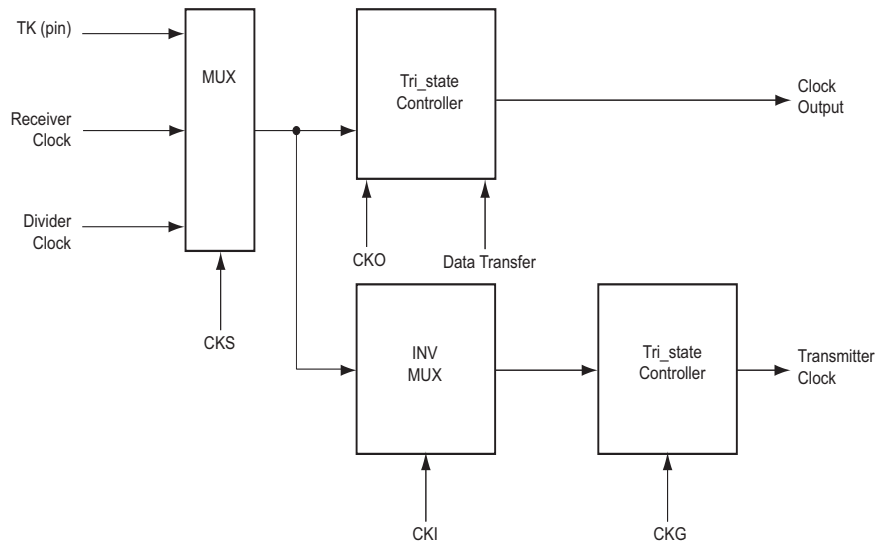 TK (pin)
MUX
Tri_state
Controller
Clock
Output
Receiver
Clock
Divider
Clock
CKO
Data Transfer
CKS
INV
MUX
Tri_state
Controller
Transmitter
Clock
CKI
CKG